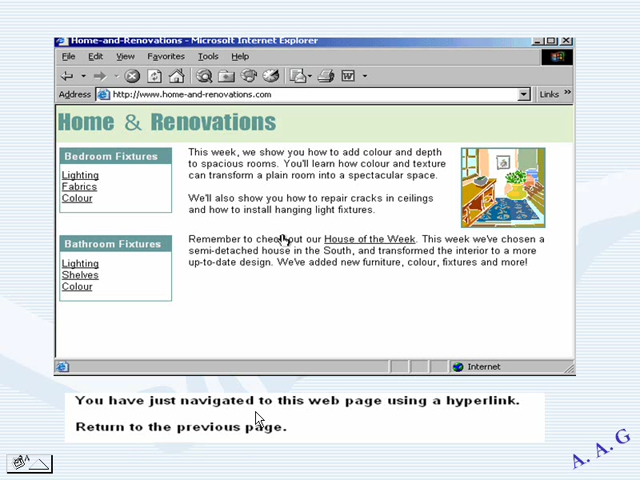 Home-and-Renovations - Microsoft Internet Explorer
File Edit View Favorites Tools Help
Address http://www.home-and-renovations.com Links »
Home & Renovations
Bedroom Fixtures
Lighting
Fabrics
Colour
Bathroom Fixtures
Lighting
Shelves
Colour
This week, we show you how to add colour and depth
to spacious rooms. You'll learn how colour and texture
can transform a plain room into a spectacular space.
We'll also show you how to repair cracks in ceilings
and how to install hanging light fixtures.
Remember to check out our House of the Week. This week we've chosen a
semi-detached house in the South, and transformed the interior to a more
up-to-date design. We've added new furniture, colour, fixtures and more!
Internet
You have just navigated to this web page using a hyperlink.
Return to the previous page.
A. A. G